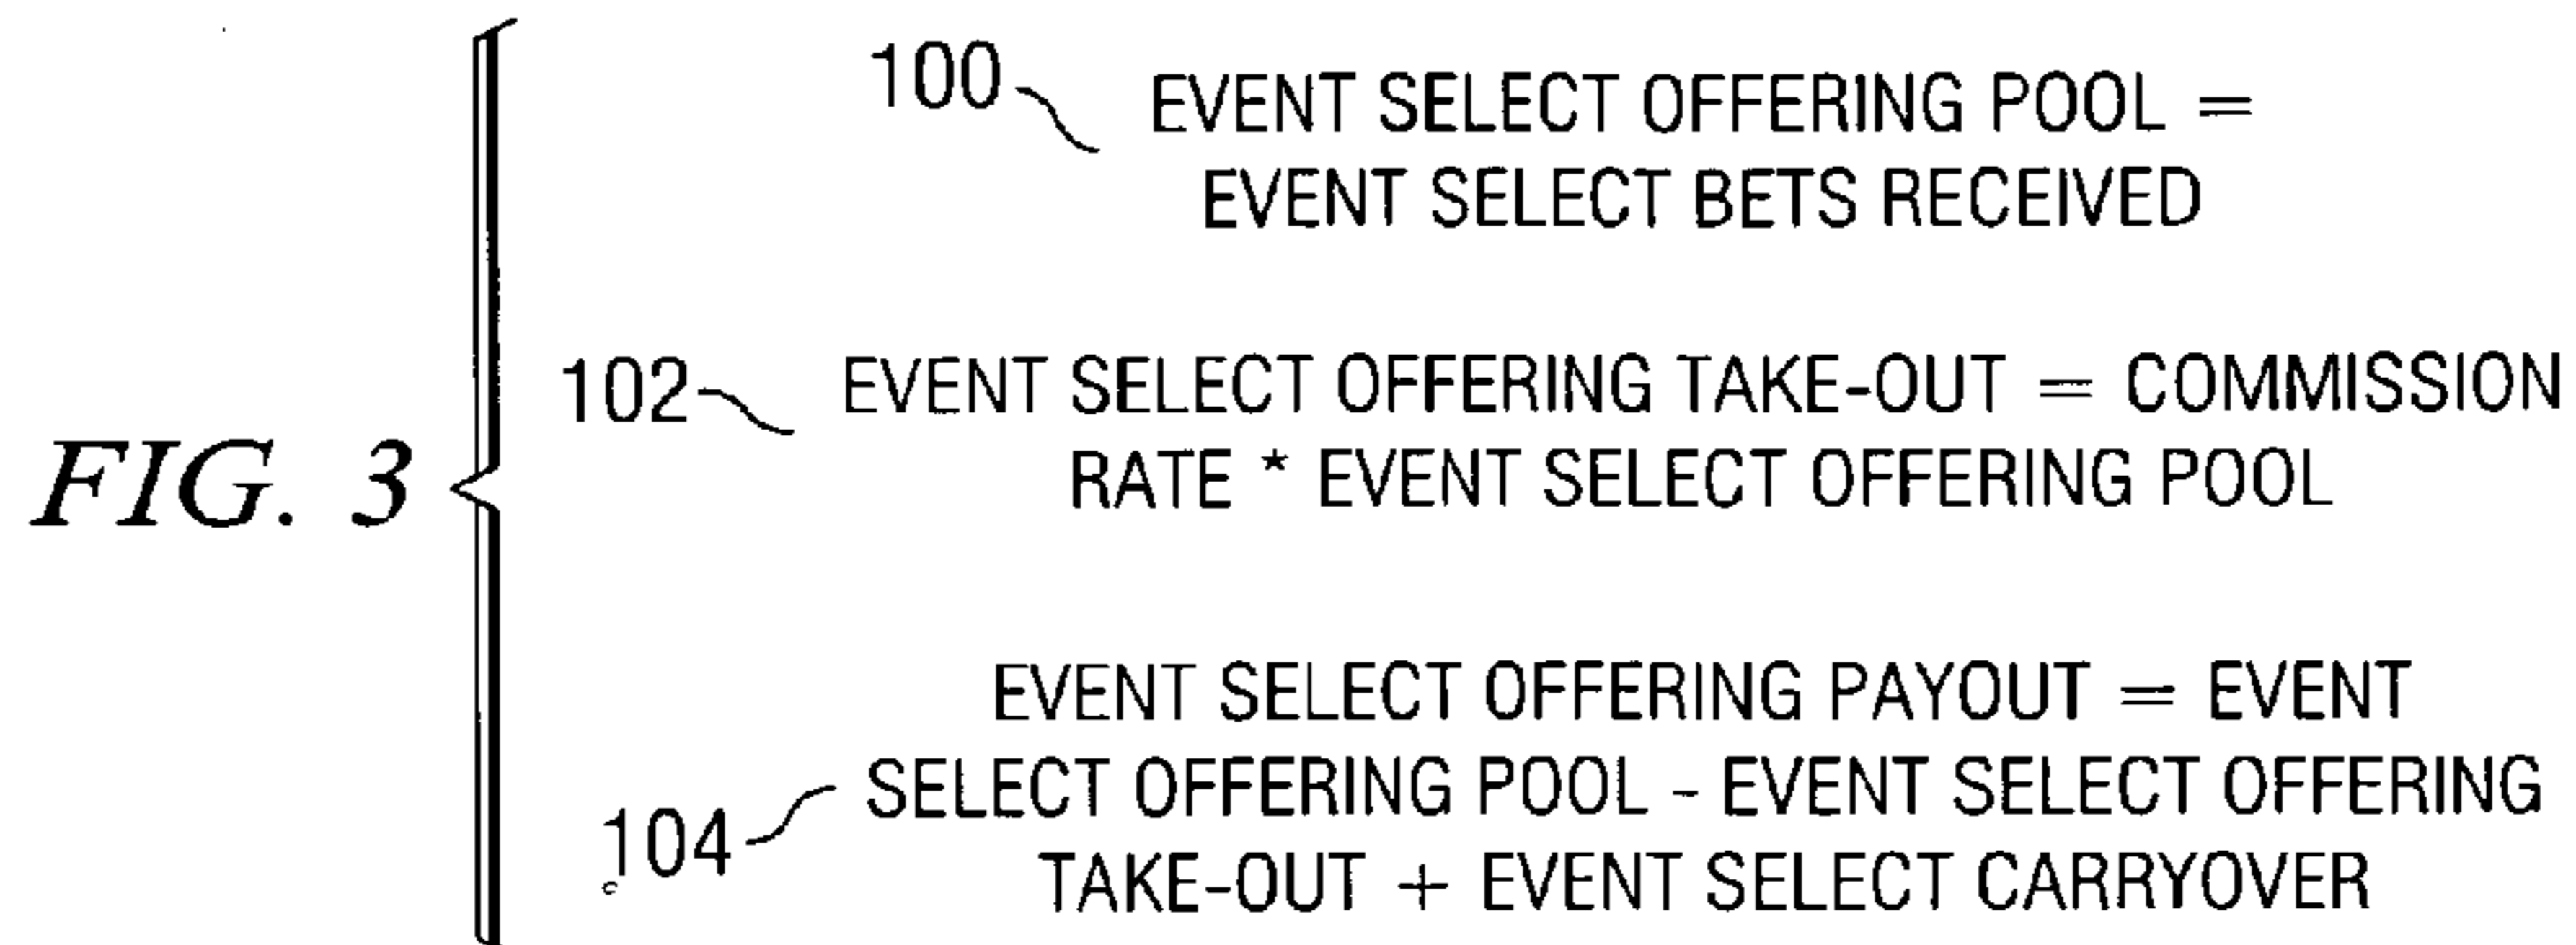 100
EVENT SELECT OFFERING POOL =
EVENT SELECT BETS RECEIVED
102
EVENT SELECT OFFERING TAKE-OUT = COMMISSION
RATE * EVENT SELECT OFFERING POOL
FIG. 3
EVENT SELECT OFFERING PAYOUT = EVENT
104
SELECT OFFERING POOL - EVENT SELECT OFFERING
TAKE-OUT + EVENT SELECT CARRYOVER